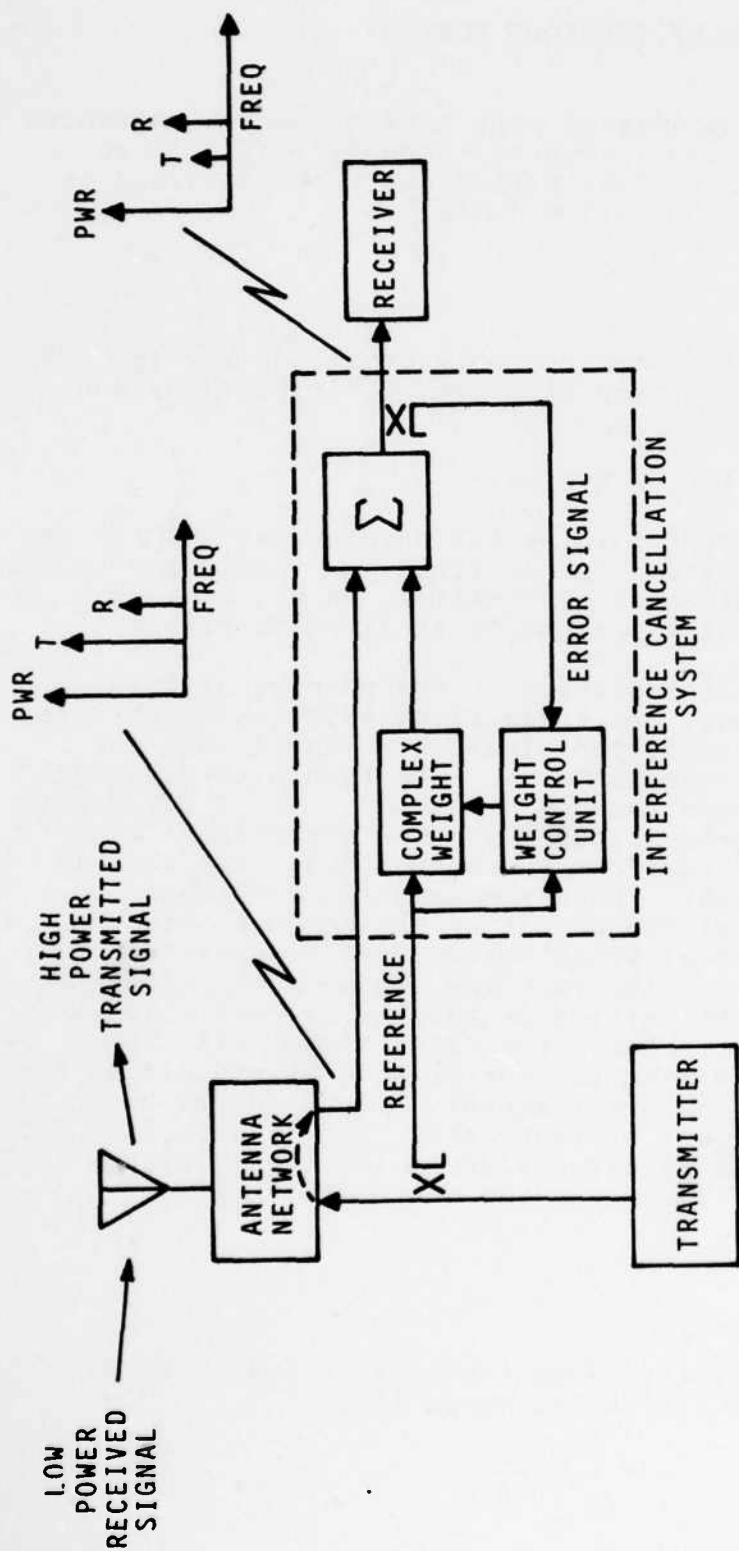 LOW
POWER
RECEIVED
SIGNAL
HIGH
POWER
TRANSMITTED
SIGNAL
ANTENNA
NETWORK
TRANSMITTER
REFERENCE
PWR
T
R
FREQ
COMPLEX
WEIGHT
WEIGHT
CONTROL
UNIT
Σ
ERROR SIGNAL
INTERFERENCE CANCELLATION
SYSTEM
RECEIVER
PWR
T
R
FREQ